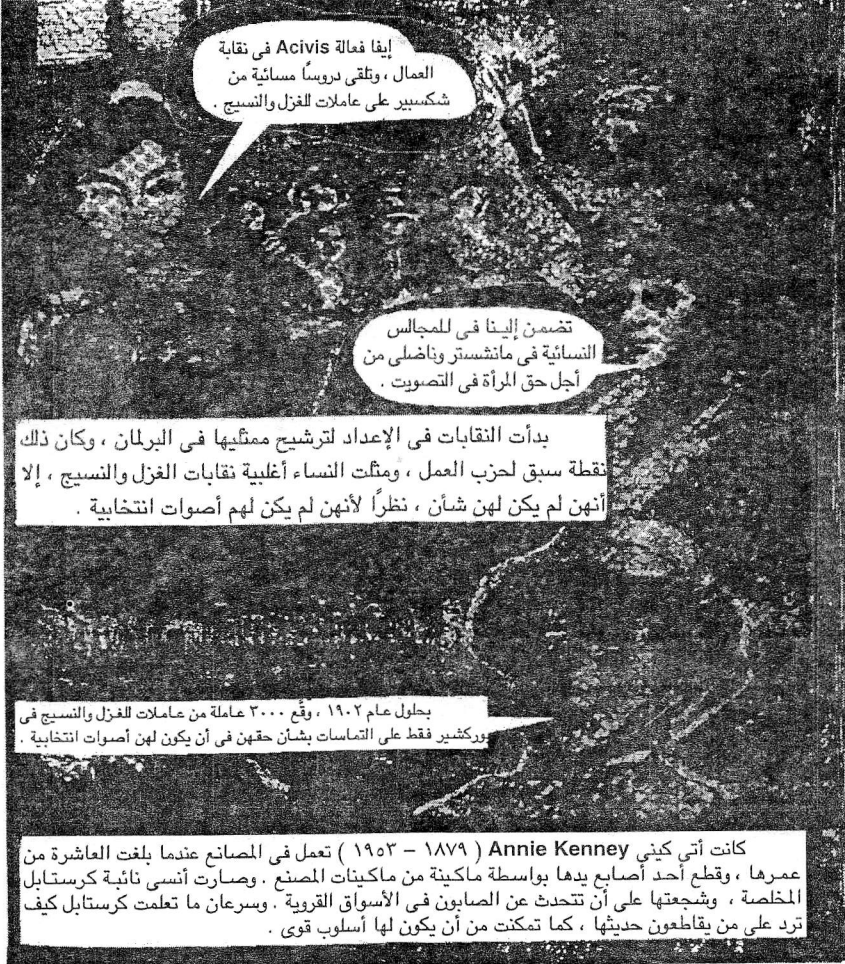 إيفا فعالة Acivis فى نقابة
العمال ، وتلقى دروسًا مسائية من
شكسبير على عاملات للغزل والنسيج .
تضمن إلينا فى للمجالس
النسائية فى مانشستر وناضلى من
أجل حق المرأة فى التصويت .
بدأت النقابات فى الإعداد لترشيح ممثليها فى البرلمان ، وكان ذلك
نقطة سبق لحزب العمل ، ومثلت النساء أغلبية نقابات الغزل والنسيج ، إلا
أنهن لم يكن لهن شأن ، نظرًا لأنهن لم يكن لهم أصوات انتخابية .
بحلول عام ١٩٠٢ ، وقَّع ٣٠٠٠ عاملة من عاملات للغزل والنسيج فى
يوركشير فقط على التماسات بشأن حقهن فى أن يكون لهن أصوات انتخابية .
كانت أتى كينى Annie Kenney ( ١٨٧٩ – ١٩٥٣ ) تعمل فى المصانع عندما بلغت العاشرة من
عمرها ، وقطع أحد أصابع يدها بواسطة ماكينة من ماكينات المصنع . وصارت أنسى نائبة كرستابل
المخلصة ، وشجعتها على أن تتحدث عن الصابون فى الأسواق القروية . وسرعان ما تعلمت كرستابل كيف
ترد على من يقاطعون حديثها ، كما تمكنت من أن يكون لها أسلوب قوى .